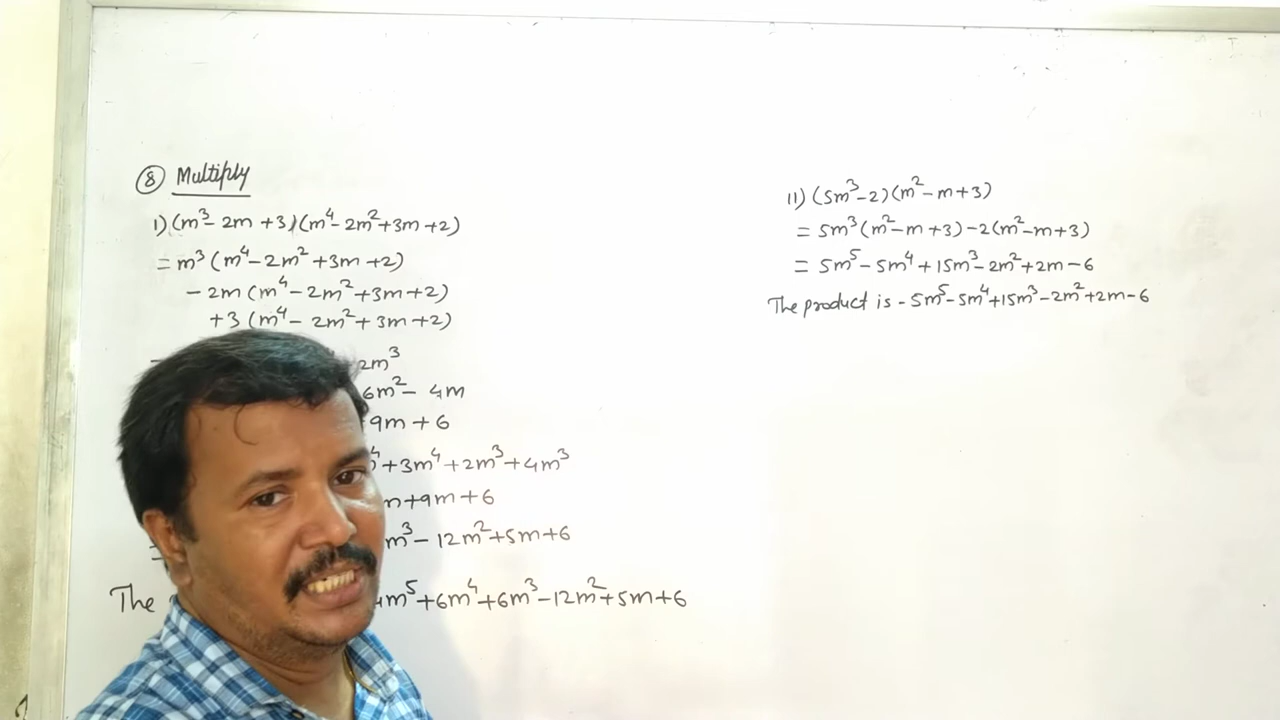 ⑧ Multiply
1) (m³ - 2m + 3) (m⁴ - 2m² + 3m + 2)
= m³ (m⁴ - 2m² + 3m + 2)
- 2m (m⁴ - 2m² + 3m + 2)
+ 3 (m⁴ - 2m² + 3m + 2)
2m³
6m² - 4m
9m + 6
+ 3m⁴ + 2m³ + 4m³
+ 9m + 6
m³ - 12m² + 5m + 6
The m⁵ + 6m⁴ + 6m³ - 12m² + 5m + 6
11) (5m³ - 2) (m² - m + 3)
= 5m³ (m² - m + 3) - 2 (m² - m + 3)
= 5m⁵ - 5m⁴ + 15m³ - 2m² + 2m - 6
The product is - 5m⁵ - 5m⁴ + 15m³ - 2m² + 2m - 6